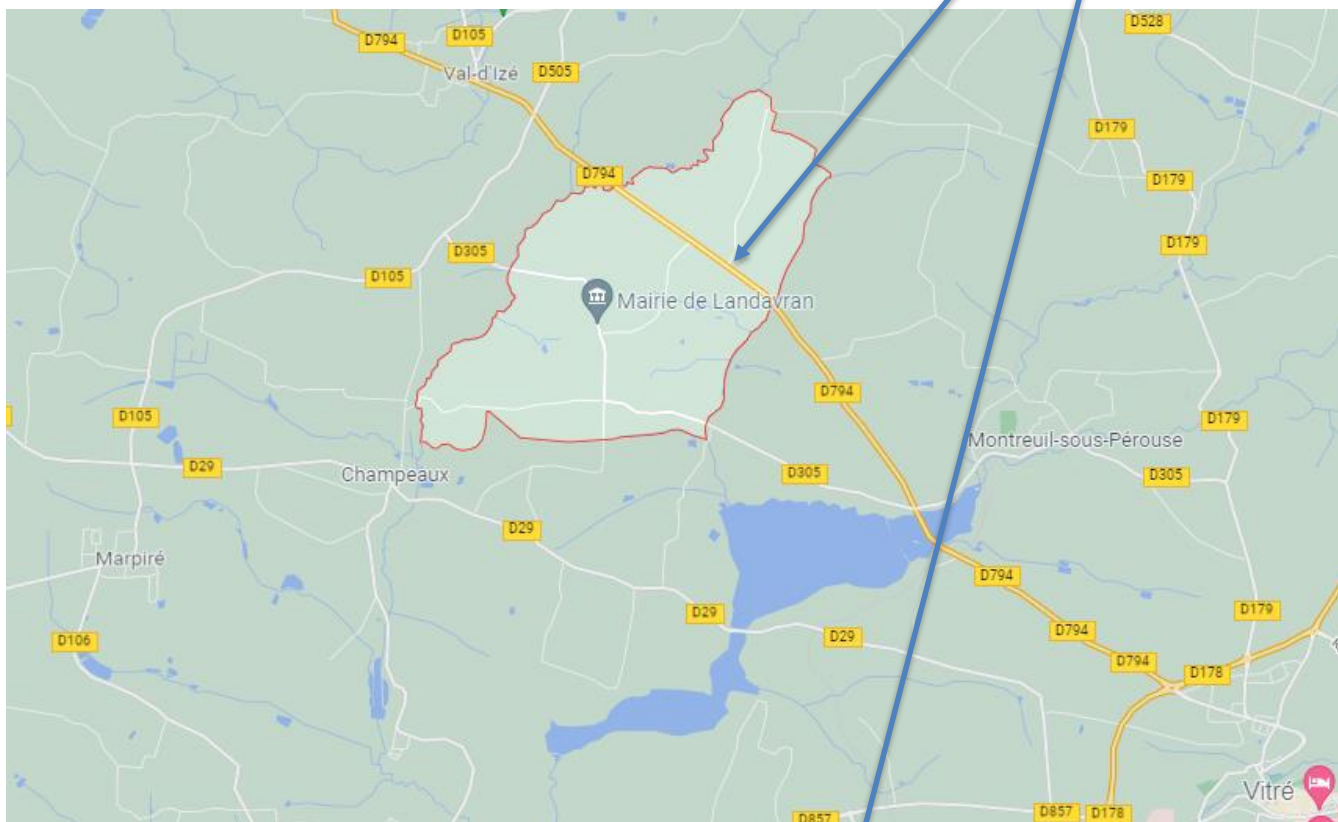 D528
D794
D105
Val-d'Izé
D505
D179
D794
D179
D305
D179
D105
Mairie de Landavran
D794
D105
D179
Montreuil-sous-Pérouse
D29
Champeaux
D305
D305
D29
Marpiré
D794
D29
D179
D106
D29
D794
D794
D178
Vitré
D857
D857
D178